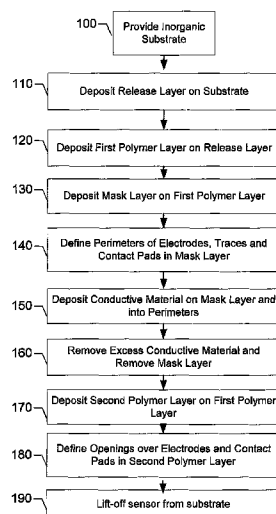 100
Provide Inorganic
Substrate
110
Deposit Release Layer on Substrate
120
Deposit First Polymer Layer on Release Layer
130
Deposit Mask Layer on First Polymer Layer
140
Define Perimeters of Electrodes, Traces and
Contact Pads in Mask Layer
150
Deposit Conductive Material on Mask Layer and
into Perimeters
160
Remove Excess Conductive Material and
Remove Mask Layer
170
Deposit Second Polymer Layer on First Polymer
Layer
180
Define Openings over Electrodes and Contact
Pads in Second Polymer Layer
190
Lift-off sensor from substrate